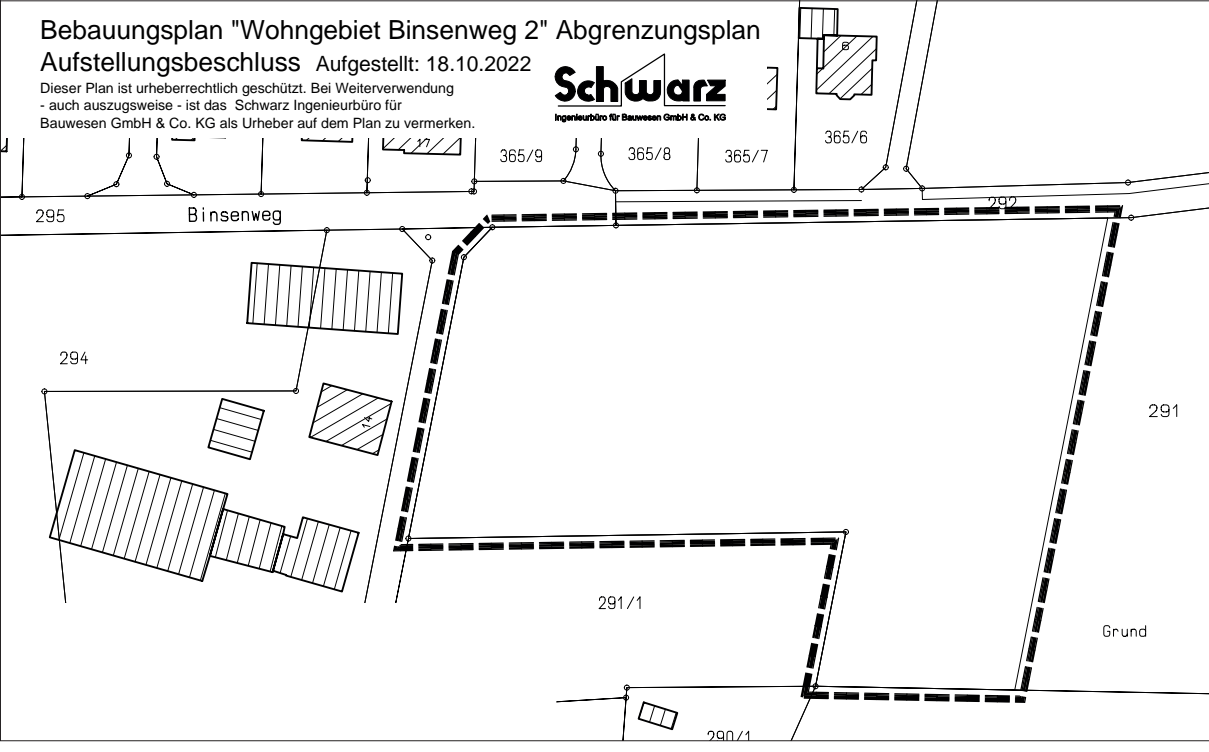 Bebauungsplan "Wohngebiet Binsenweg 2" Abgrenzungsplan
Aufstellungsbeschluss Aufgestellt: 18.10.2022
Dieser Plan ist urheberrechtlich geschützt. Bei Weiterverwendung
- auch auszugsweise - ist das Schwarz Ingenieurbüro für
Bauwesen GmbH & Co. KG als Urheber auf dem Plan zu vermerken.
Schwarz
Ingenieurbüro für Bauwesen GmbH & Co. KG
365/9
365/8
365/7
365/6
295
Binsenweg
292
294
14
291
291/1
Grund
290/1